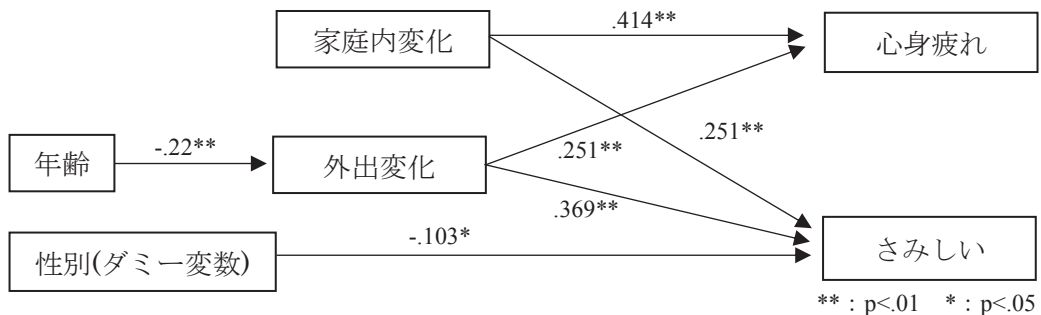 家庭内変化
.414**
心身疲れ
年齢
-.22**
外出変化
.251**
.251**
.369**
性別(ダミー変数)
-.103*
さみしい
**：p<.01 *：p<.05